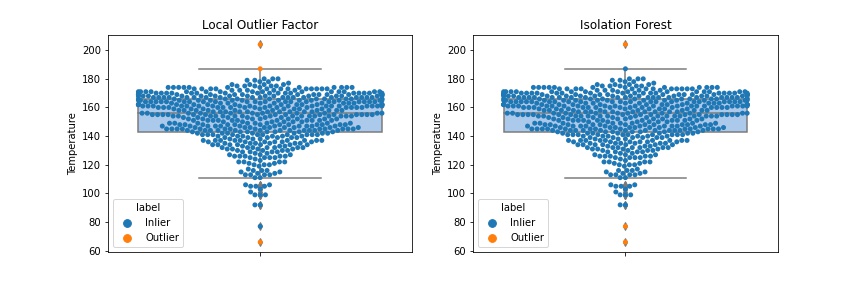 Local Outlier Factor
Temperature
200
180
160
140
120
100
80
60
label
Inlier
Outlier
Isolation Forest
Temperature
200
180
160
140
120
100
80
60
label
Inlier
Outlier